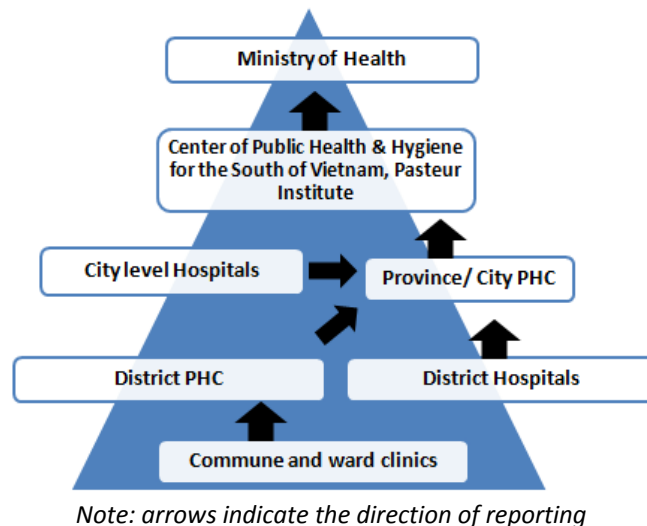 Ministry of Health
Center of Public Health & Hygiene
for the South of Vietnam, Pasteur
Institute
City level Hospitals
Province/ City PHC
District PHC
District Hospitals
Commune and ward clinics
Note: arrows indicate the direction of reporting